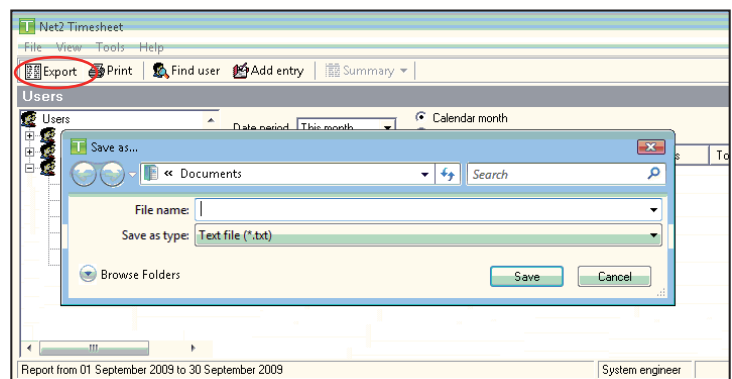 Net2 Timesheet
File View Tools Help
Export Print Find user Add entry Summary
Users
Users
Date period This month Calendar month
Save as...
« Documents Search
File name:
Save as type: Text file (*.txt)
Browse Folders Save Cancel
Report from 01 September 2009 to 30 September 2009 System engineer